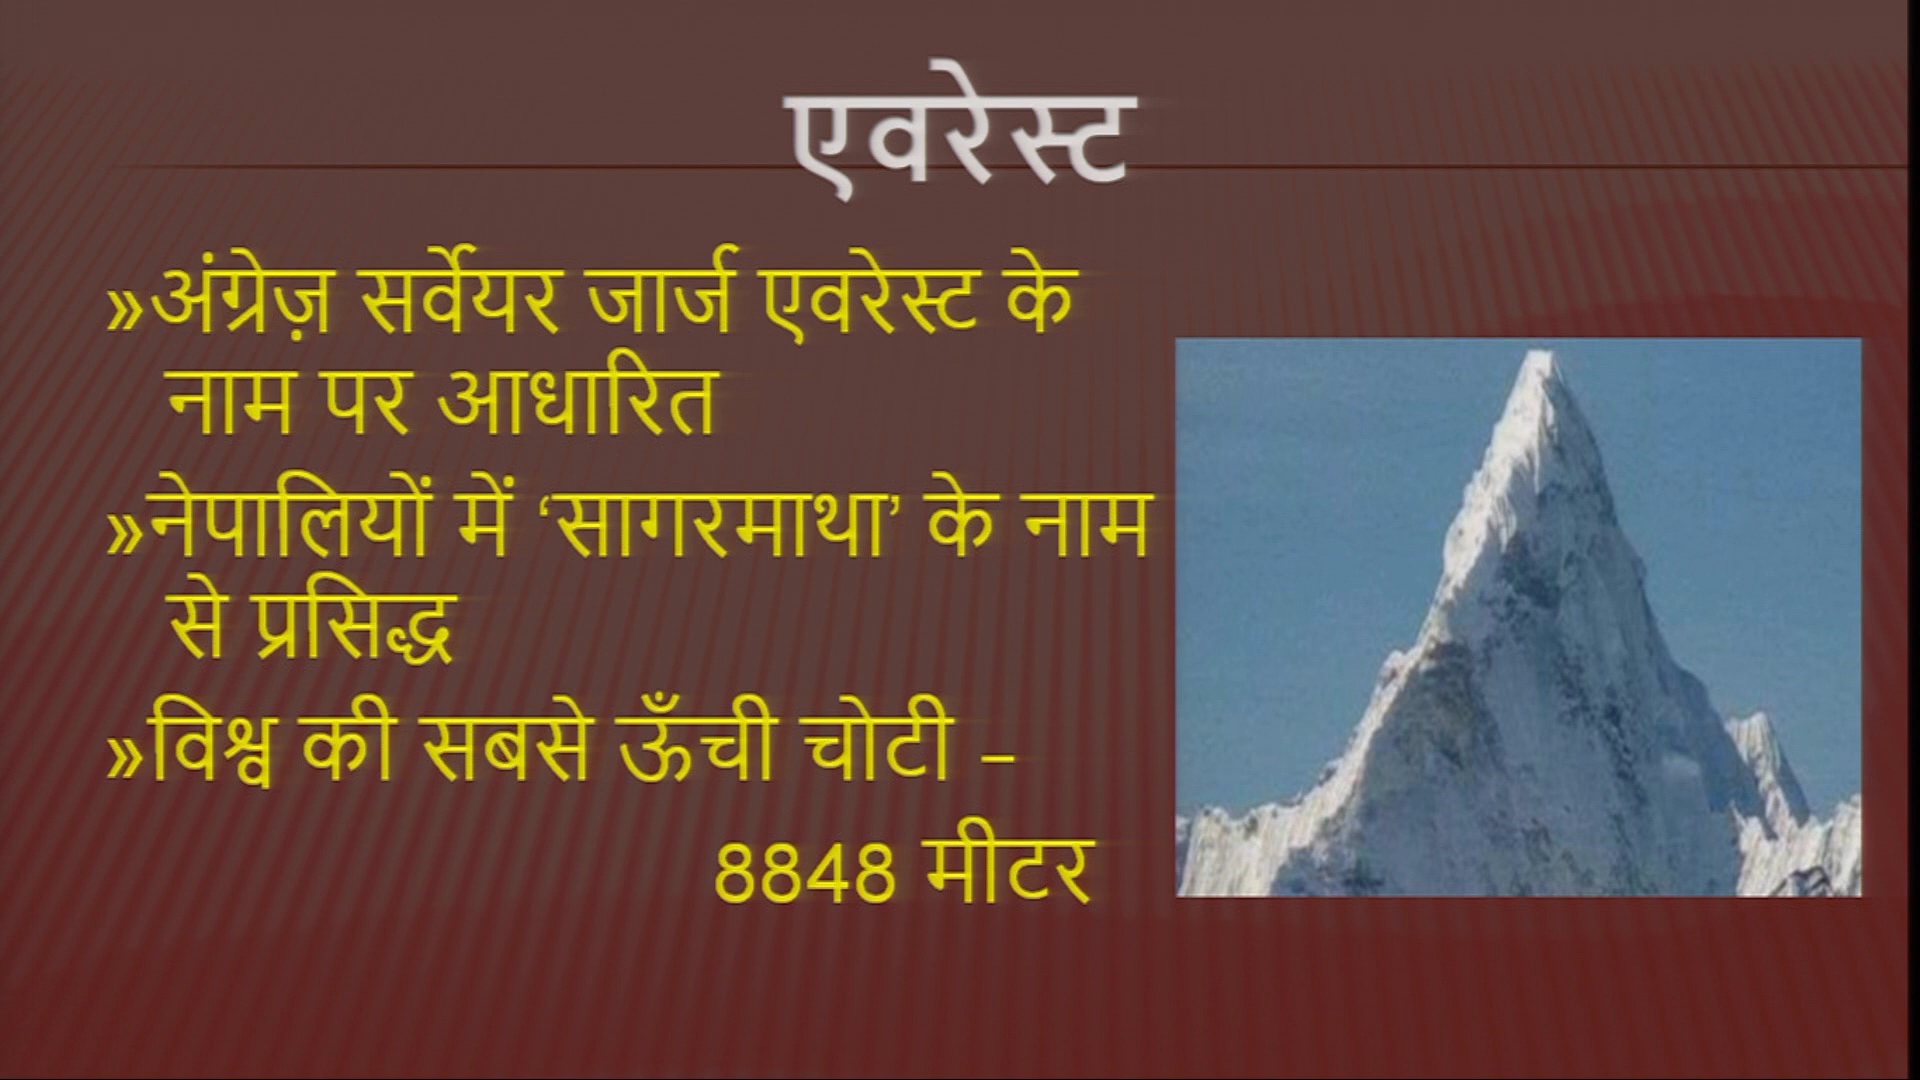 एवरेस्ट
»अंग्रेज़ सर्वेयर जार्ज एवरेस्ट के
नाम पर आधारित
»नेपालियों में ‘सागरमाथा’ के नाम
से प्रसिद्ध
»विश्व की सबसे ऊँची चोटी –
8848 मीटर